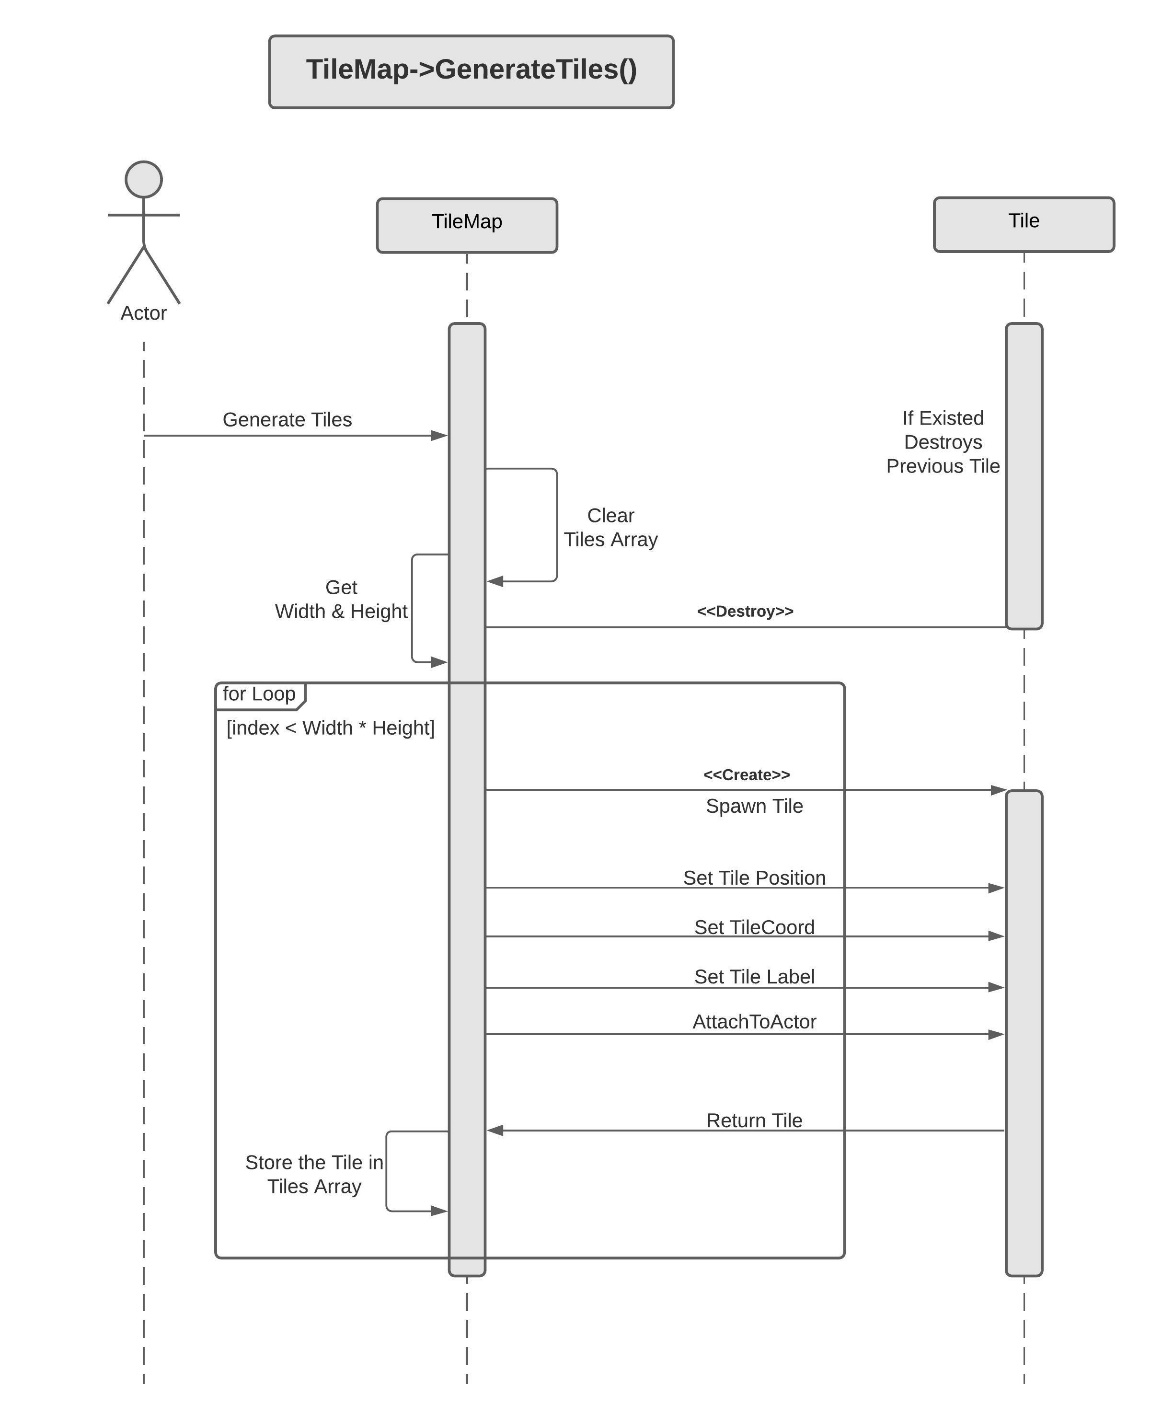 TileMap->GenerateTiles()
Actor
TileMap
Tile
Generate Tiles
If Existed
Destroys
Previous Tile
Clear
Tiles Array
Get
Width & Height
<<Destroy>>
for Loop
[index < Width * Height]
<<Create>>
Spawn Tile
Set Tile Position
Set TileCoord
Set Tile Label
AttachToActor
Return Tile
Store the Tile in
Tiles Array